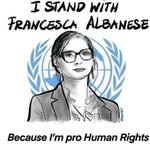 I STAND WITH
FRANCESCA ALBANESE
Because I'm pro Human Rights